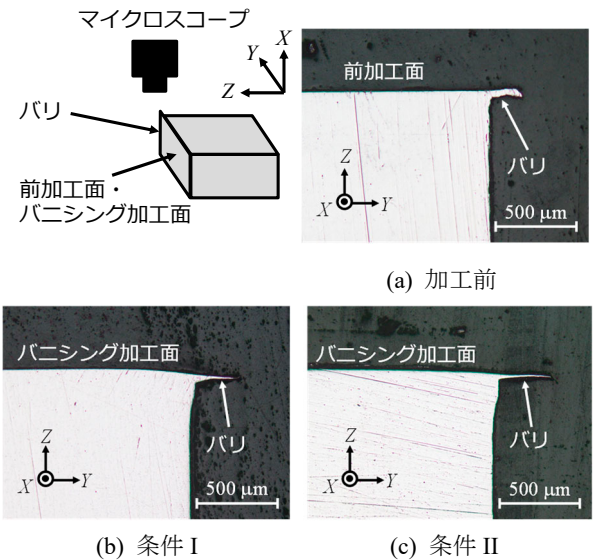 マイクロスコープ
X
Y
Z
バリ
前加工面・
バニシング加工面
前加工面
バリ
Z
X
Y
500 μm
(a) 加工前
バニシング加工面
バリ
Z
X
Y
500 μm
(b) 条件 I
バニシング加工面
バリ
Z
X
Y
500 μm
(c) 条件 II